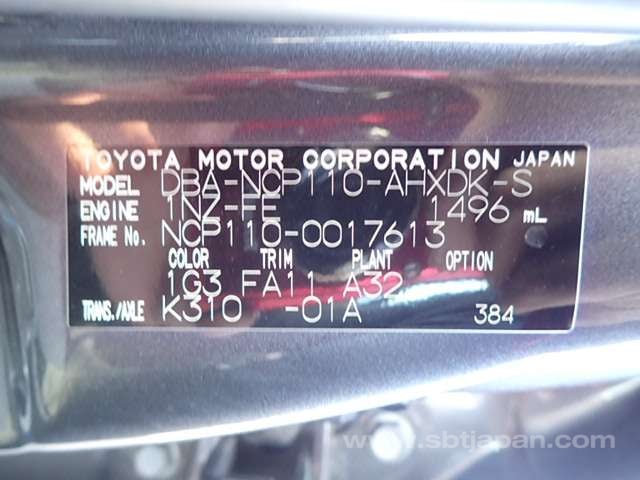 TOYOTA MOTOR CORPORATION JAPAN
MODEL DBA-NCP110-AHXDK-S
ENGINE 1NZ-FE 1496 mL
FRAME No. NCP110-0017613
COLOR TRIM PLANT OPTION
1G3 FA11 A32
TRANS./AXLE K310 -01A 384
www.sbtjapan.com